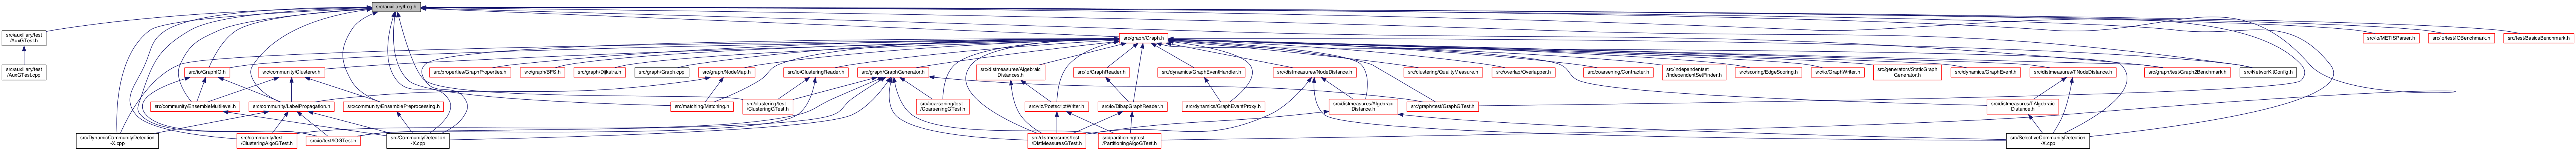 src/auxiliary/Log.h
src/auxiliary/test
/AuxGTest.h
src/graph/Graph.h
src/io/METISParser.h
src/io/test/IOBenchmark.h
src/test/BasicsBenchmark.h
src/auxiliary/test
/AuxGTest.cpp
src/io/GraphIO.h
src/community/Clusterer.h
src/properties/GraphProperties.h
src/graph/BFS.h
src/graph/Dijkstra.h
src/graph/Graph.cpp
src/graph/NodeMap.h
src/io/ClusteringReader.h
src/graph/GraphGenerator.h
src/distmeasures/Algebraic
Distances.h
src/io/GraphReader.h
src/dynamics/GraphEventHandler.h
src/distmeasures/NodeDistance.h
src/clustering/QualityMeasure.h
src/overlap/Overlapper.h
src/coarsening/Contracter.h
src/independentset
/IndependentSetFinder.h
src/scoring/EdgeScoring.h
src/io/GraphWriter.h
src/generators/StaticGraph
Generator.h
src/dynamics/GraphEvent.h
src/distmeasures/TNodeDistance.h
src/graph/test/Graph2Benchmark.h
src/NetworKitConfig.h
src/community/EnsembleMultilevel.h
src/community/LabelPropagation.h
src/community/EnsemblePreprocessing.h
src/matching/Matching.h
src/clustering/test
/ClusteringGTest.h
src/coarsening/test
/CoarseningGTest.h
src/viz/PostscriptWriter.h
src/io/DibapGraphReader.h
src/dynamics/GraphEventProxy.h
src/distmeasures/Algebraic
Distance.h
src/graph/test/GraphGTest.h
src/distmeasures/TAlgebraic
Distance.h
src/DynamicCommunityDetection
-X.cpp
src/community/test
/ClusteringAlgoGTest.h
src/io/test/IOGTest.h
src/CommunityDetection
-X.cpp
src/distmeasures/test
/DistMeasuresGTest.h
src/partitioning/test
/PartitioningAlgoGTest.h
src/SelectiveCommunityDetection
-X.cpp